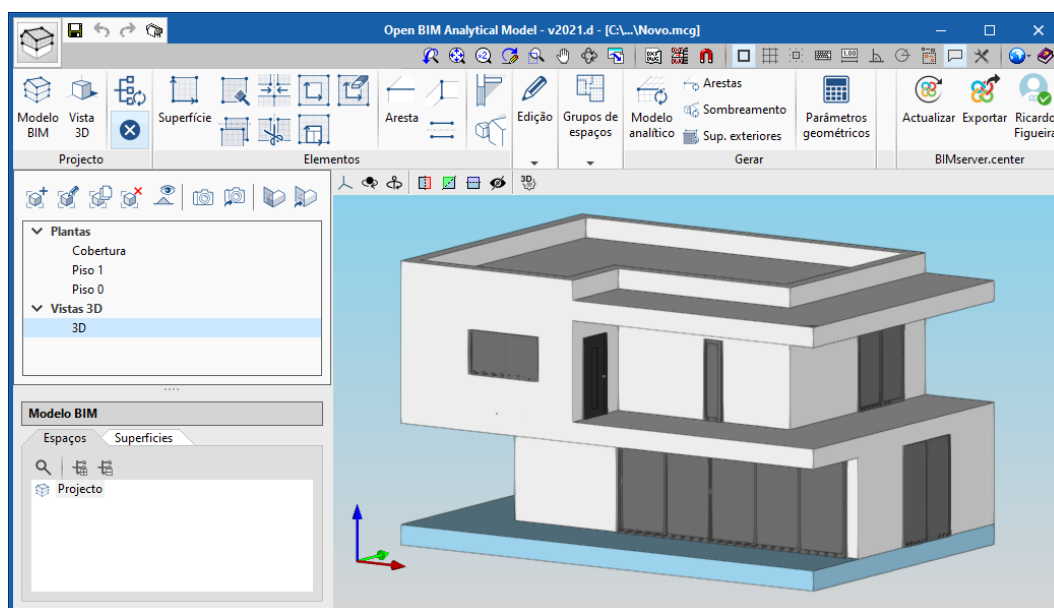 Open BIM Analytical Model - v2021.d - [C:\...\Novo.mcg]
Modelo BIM
Vista 3D
Superfície
Aresta
Edição
Grupos de espaços
Modelo analítico
Arestas
Sombreamento
Sup. exteriores
Parâmetros geométricos
Actualizar
Exportar
Ricardo Figueira
Projecto
Elementos
Gerar
BIMserver.center
3D
Plantas
Cobertura
Piso 1
Piso 0
Vistas 3D
3D
Modelo BIM
Espaços
Superficies
Projecto